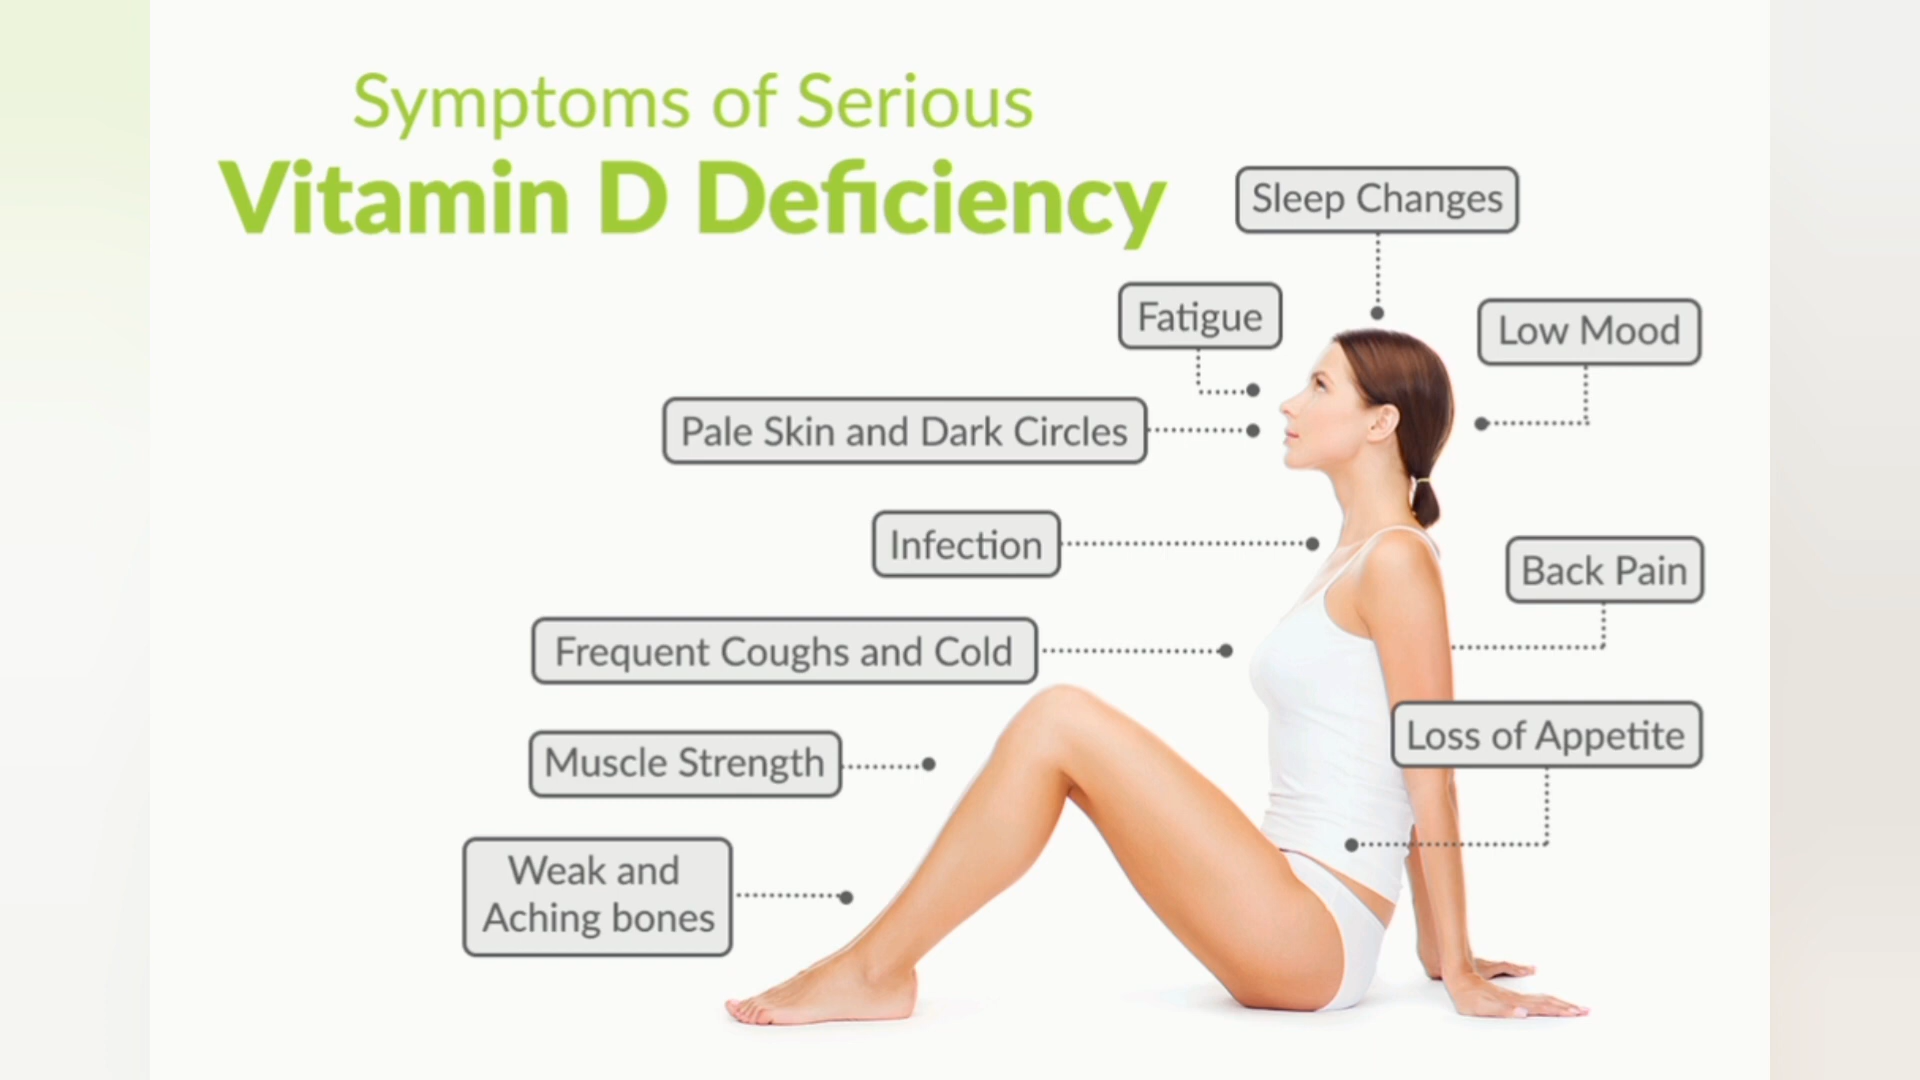 Symptoms of Serious
Vitamin D Deficiency
Sleep Changes
Fatigue
Low Mood
Pale Skin and Dark Circles
Infection
Back Pain
Frequent Coughs and Cold
Loss of Appetite
Muscle Strength
Weak and
Aching bones